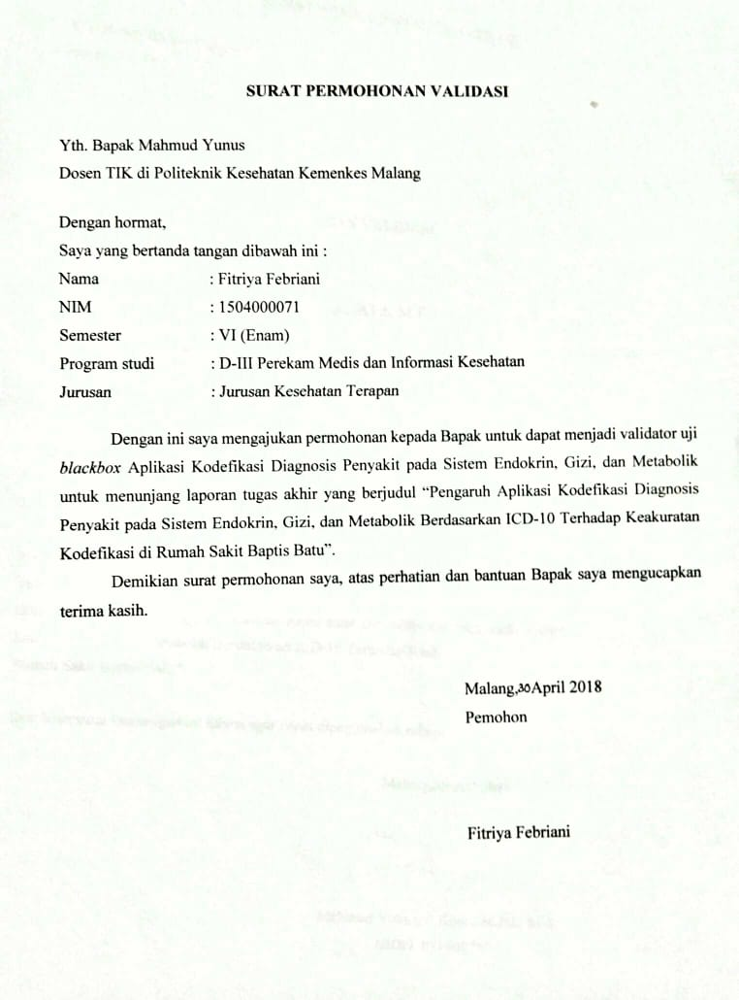 SURAT PERMOHONAN VALIDASI
Yth. Bapak Mahmud Yunus
Dosen TIK di Politeknik Kesehatan Kemenkes Malang
Dengan hormat,
Saya yang bertanda tangan dibawah ini :
Nama : Fitriya Febriani
NIM : 1504000071
Semester : VI (Enam)
Program studi : D-III Perekam Medis dan Informasi Kesehatan
Jurusan : Jurusan Kesehatan Terapan
Dengan ini saya mengajukan permohonan kepada Bapak untuk dapat menjadi validator uji
blackbox Aplikasi Kodefikasi Diagnosis Penyakit pada Sistem Endokrin, Gizi, dan Metabolik
untuk menunjang laporan tugas akhir yang berjudul “Pengaruh Aplikasi Kodefikasi Diagnosis
Penyakit pada Sistem Endokrin, Gizi, dan Metabolik Berdasarkan ICD-10 Terhadap Keakuratan
Kodefikasi di Rumah Sakit Baptis Batu”.
Demikian surat permohonan saya, atas perhatian dan bantuan Bapak saya mengucapkan
terima kasih.
Malang,30April 2018
Pemohon
Fitriya Febriani